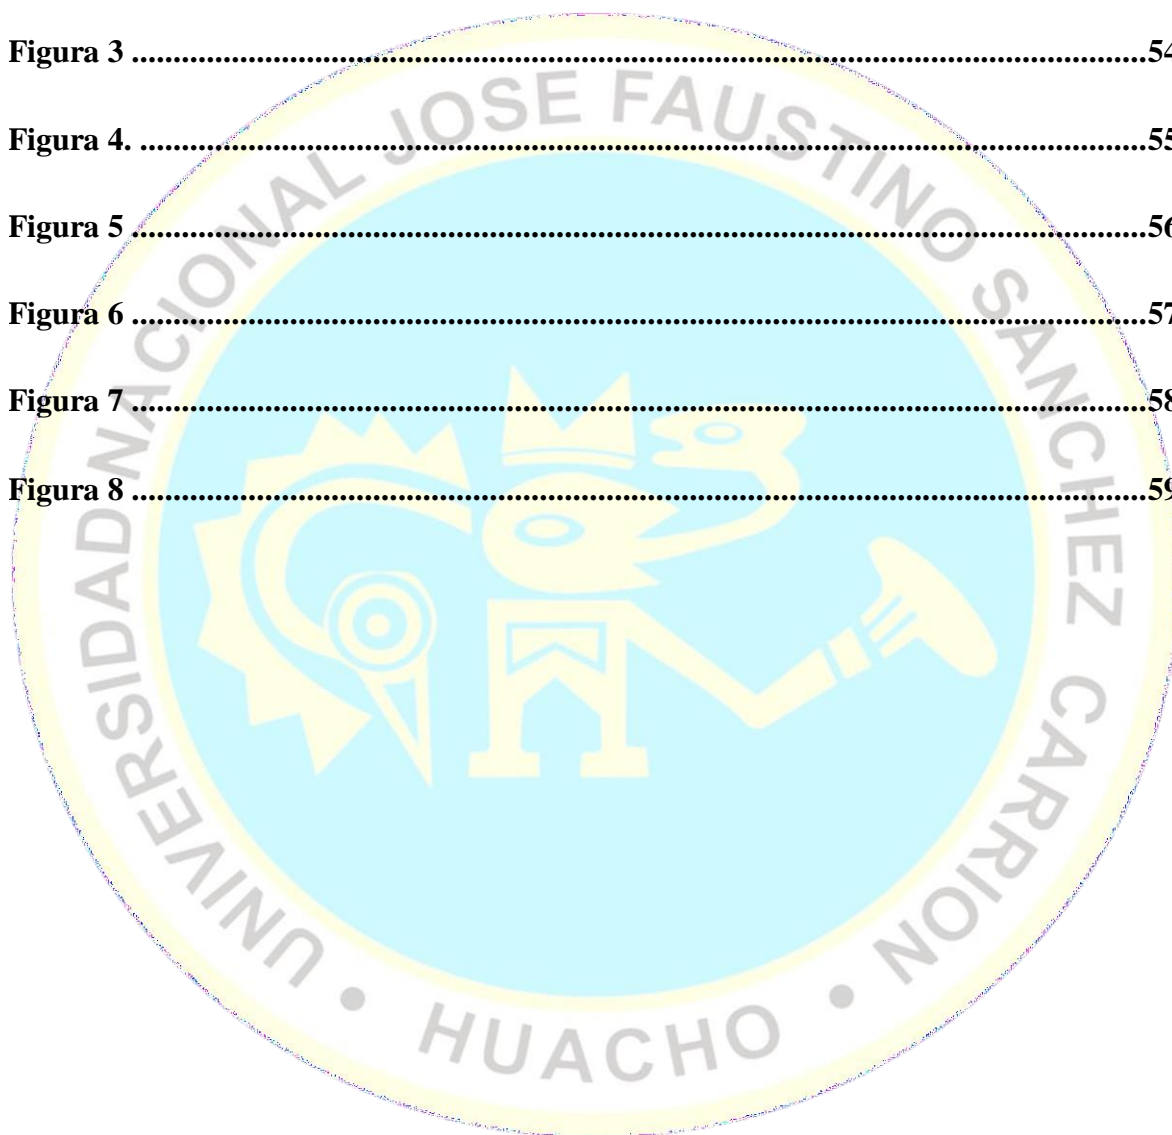 Figura 3 ........................................................................................................................ 54
Figura 4. ....................................................................................................................... 55
Figura 5 ........................................................................................................................ 56
Figura 6 ........................................................................................................................ 57
Figura 7 ........................................................................................................................ 58
Figura 8 ........................................................................................................................ 59
UNIVERSIDAD NACIONAL JOSE FAUSTINO SANCHEZ CARRION • HUACHO •